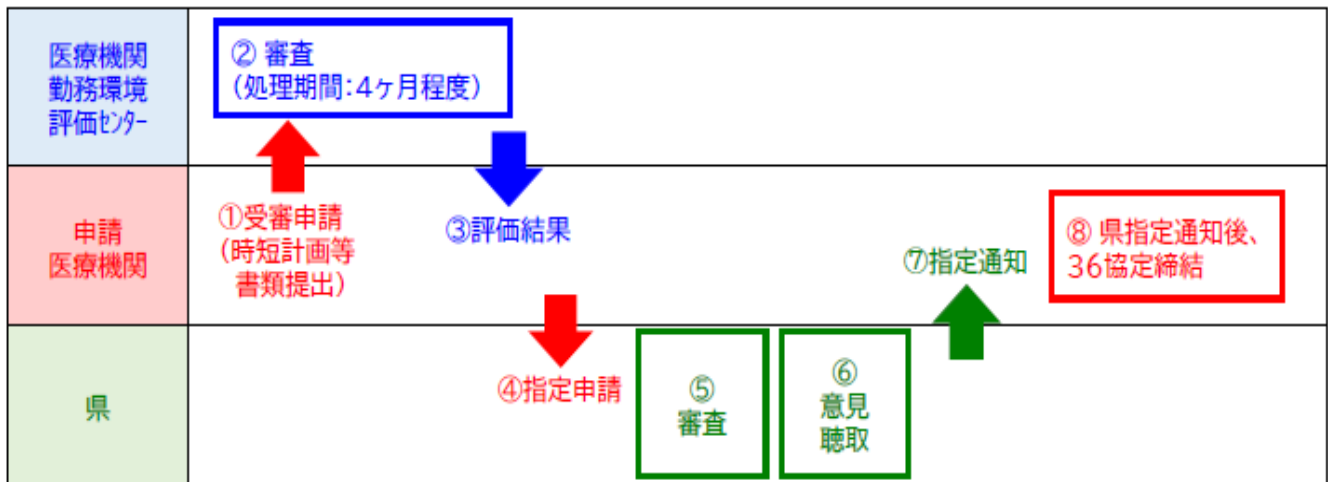 医療機関
勤務環境
評価ｾﾝﾀｰ
② 審査
（処理期間：4ヶ月程度）
申請
医療機関
①受審申請
（時短計画等
書類提出）
③評価結果
⑦指定通知
⑧ 県指定通知後、
36協定締結
県
④指定申請
⑤
審査
⑥
意見
聴取